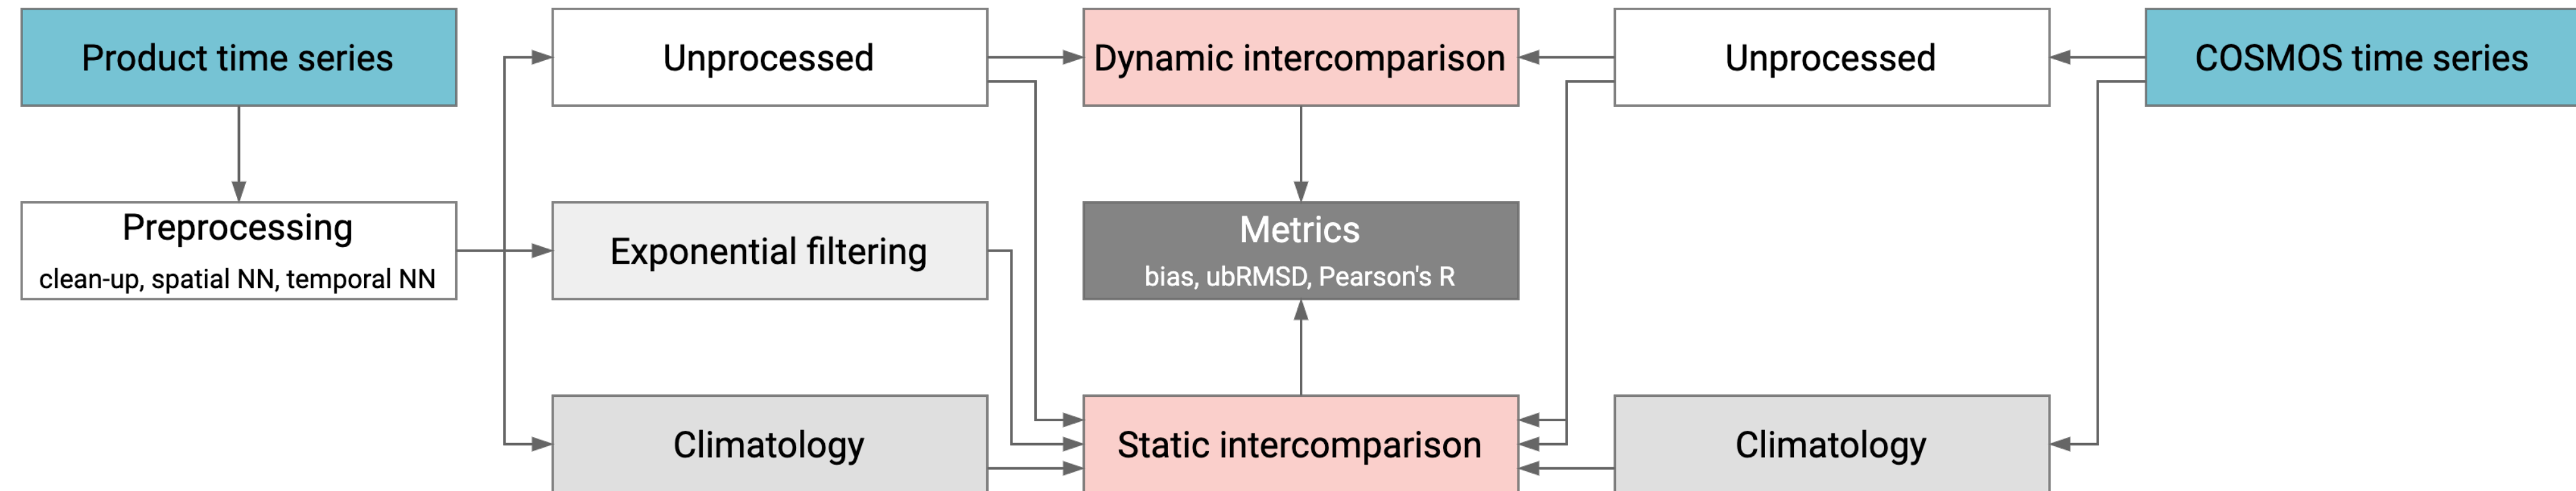 Product time series
Unprocessed
Dynamic intercomparison
Unprocessed
COSMOS time series
Preprocessing
clean-up, spatial NN, temporal NN
Exponential filtering
Metrics
bias, ubRMSD, Pearson's R
Climatology
Static intercomparison
Climatology